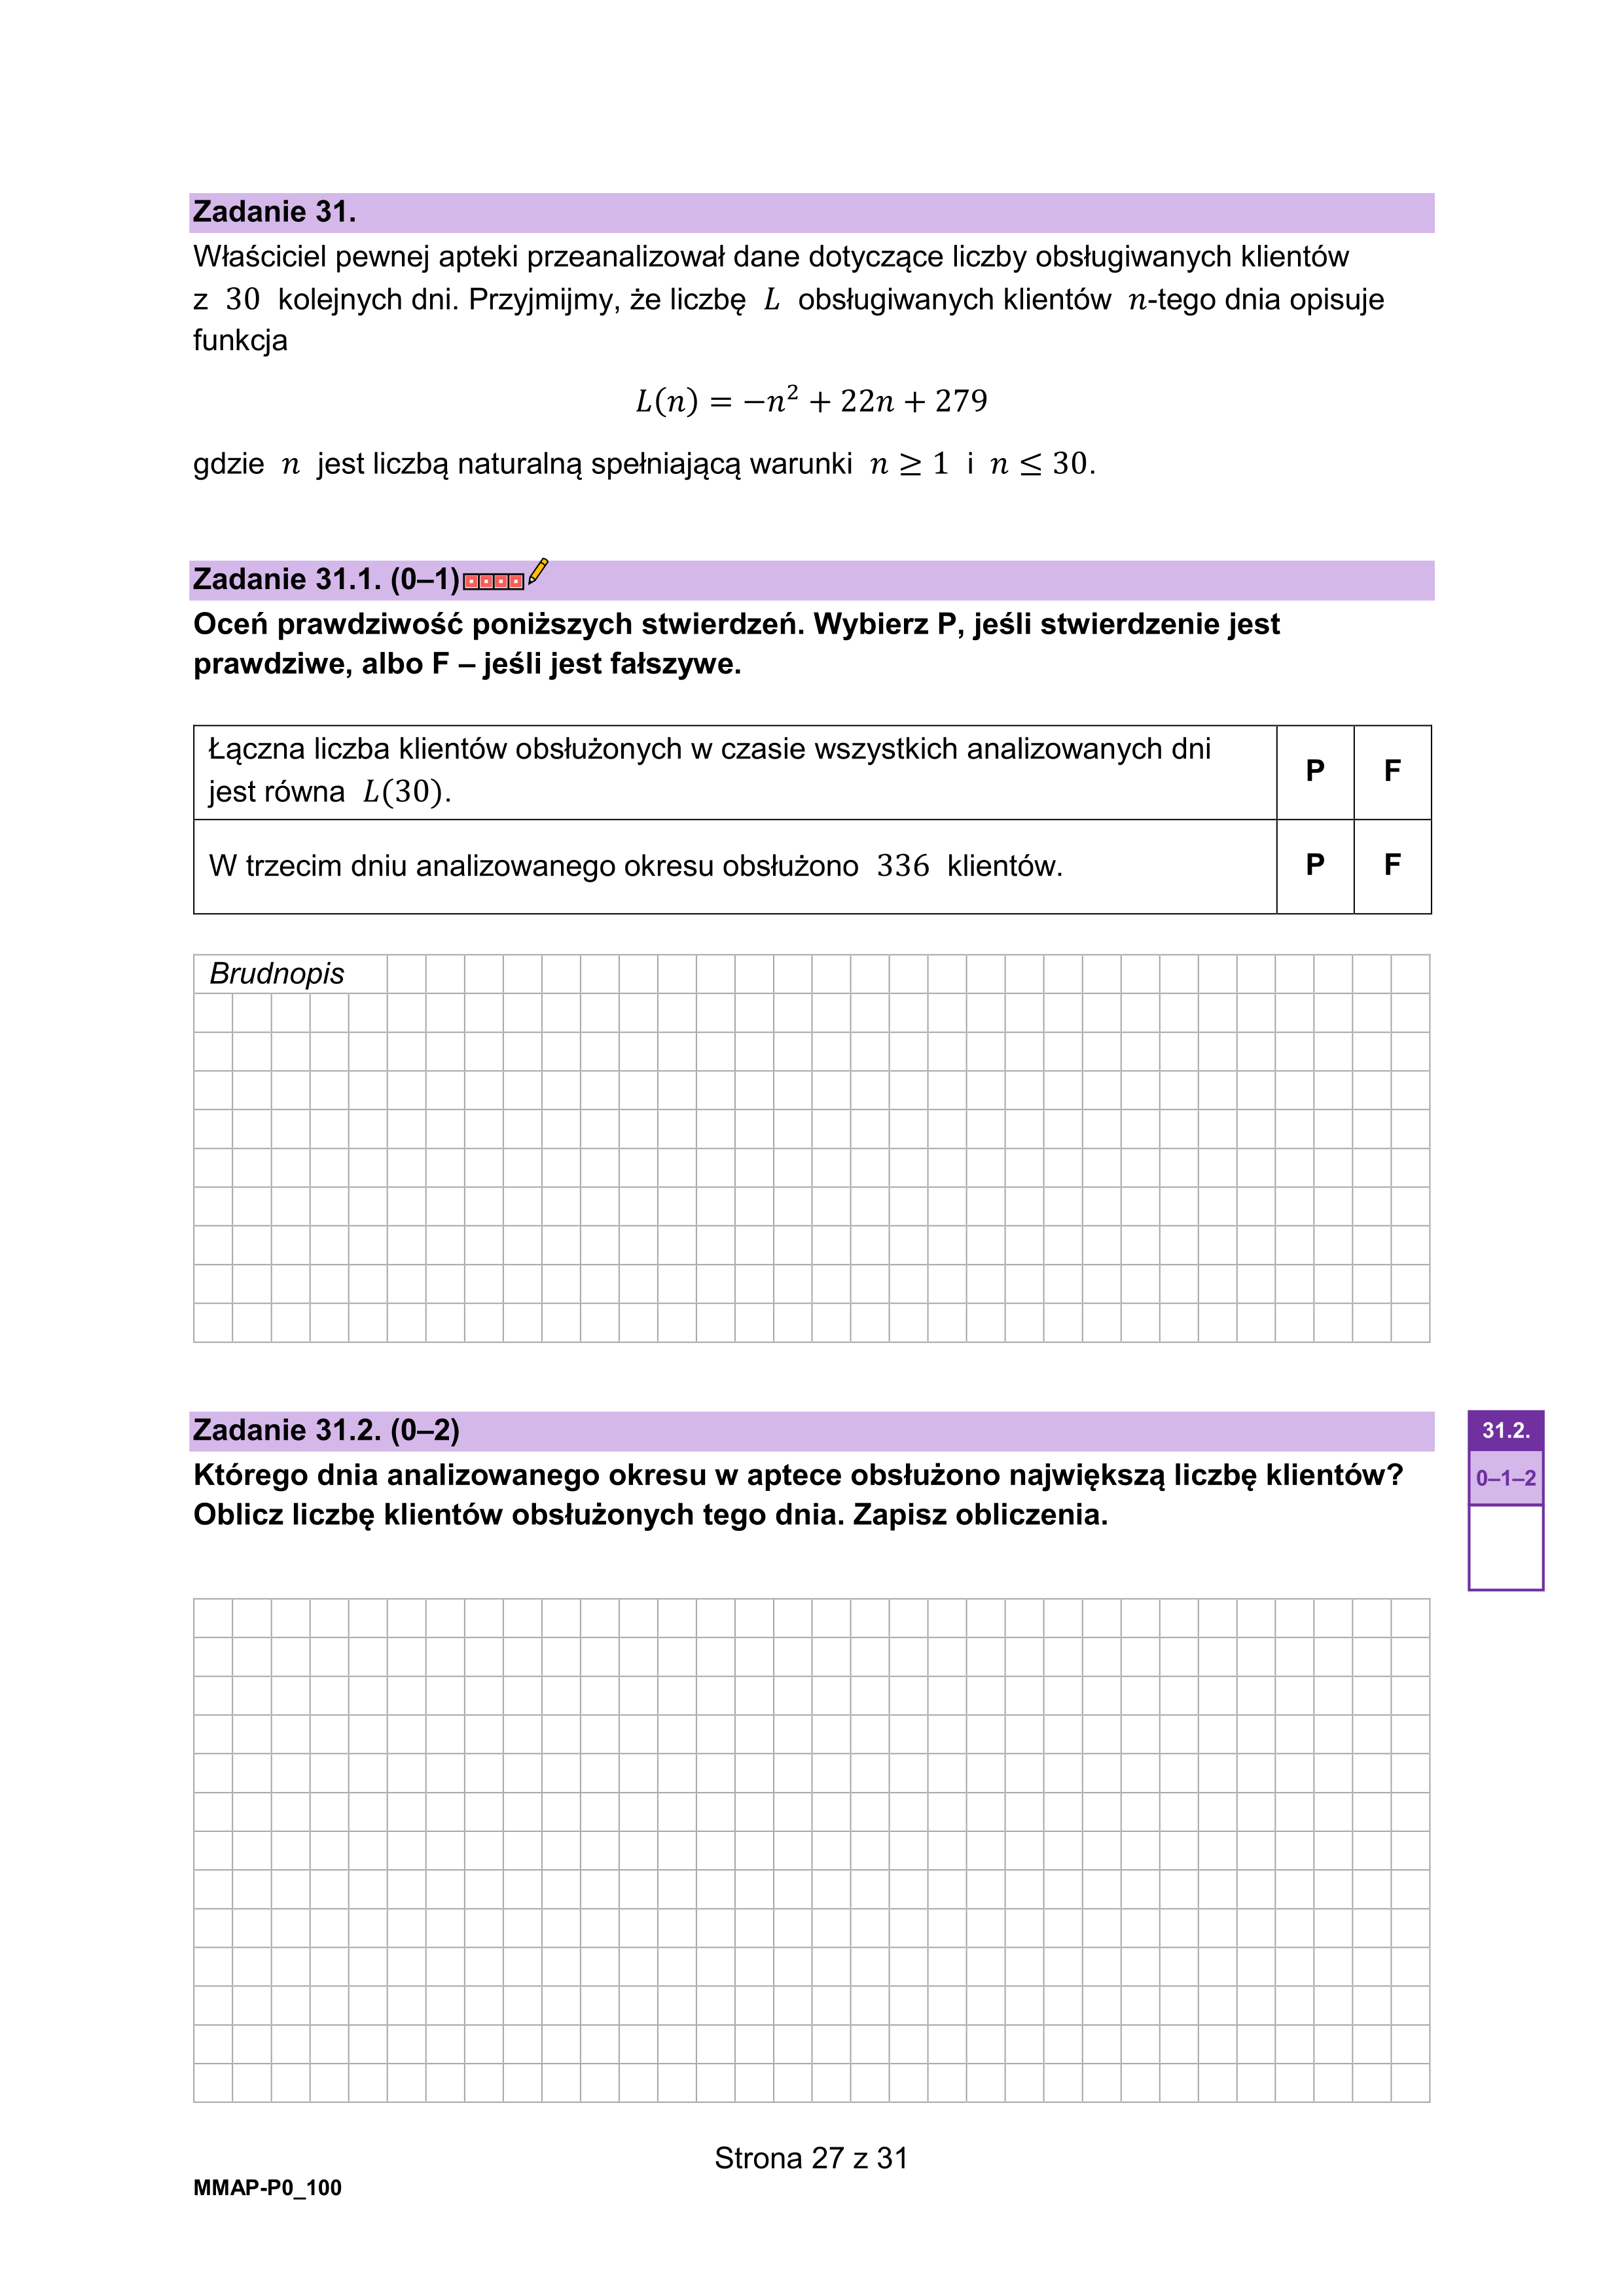 Zadanie 31.
Właściciel pewnej apteki przeanalizował dane dotyczące liczby obsługiwanych klientów
z 30 kolejnych dni. Przyjmijmy, że liczbę L obsługiwanych klientów n-tego dnia opisuje
funkcja
L(n) = −n² + 22n + 279
gdzie n jest liczbą naturalną spełniającą warunki n ≥ 1 i n ≤ 30.
Zadanie 31.1. (0–1)
Oceń prawdziwość poniższych stwierdzeń. Wybierz P, jeśli stwierdzenie jest
prawdziwe, albo F – jeśli jest fałszywe.
Łączna liczba klientów obsłużonych w czasie wszystkich analizowanych dni
jest równa L(30).
P F
W trzecim dniu analizowanego okresu obsłużono 336 klientów. P F
Brudnopis
Zadanie 31.2. (0–2)
31.2.
0–1–2
Którego dnia analizowanego okresu w aptece obsłużono największą liczbę klientów?
Oblicz liczbę klientów obsłużonych tego dnia. Zapisz obliczenia.
Strona 27 z 31
MMAP-P0_100